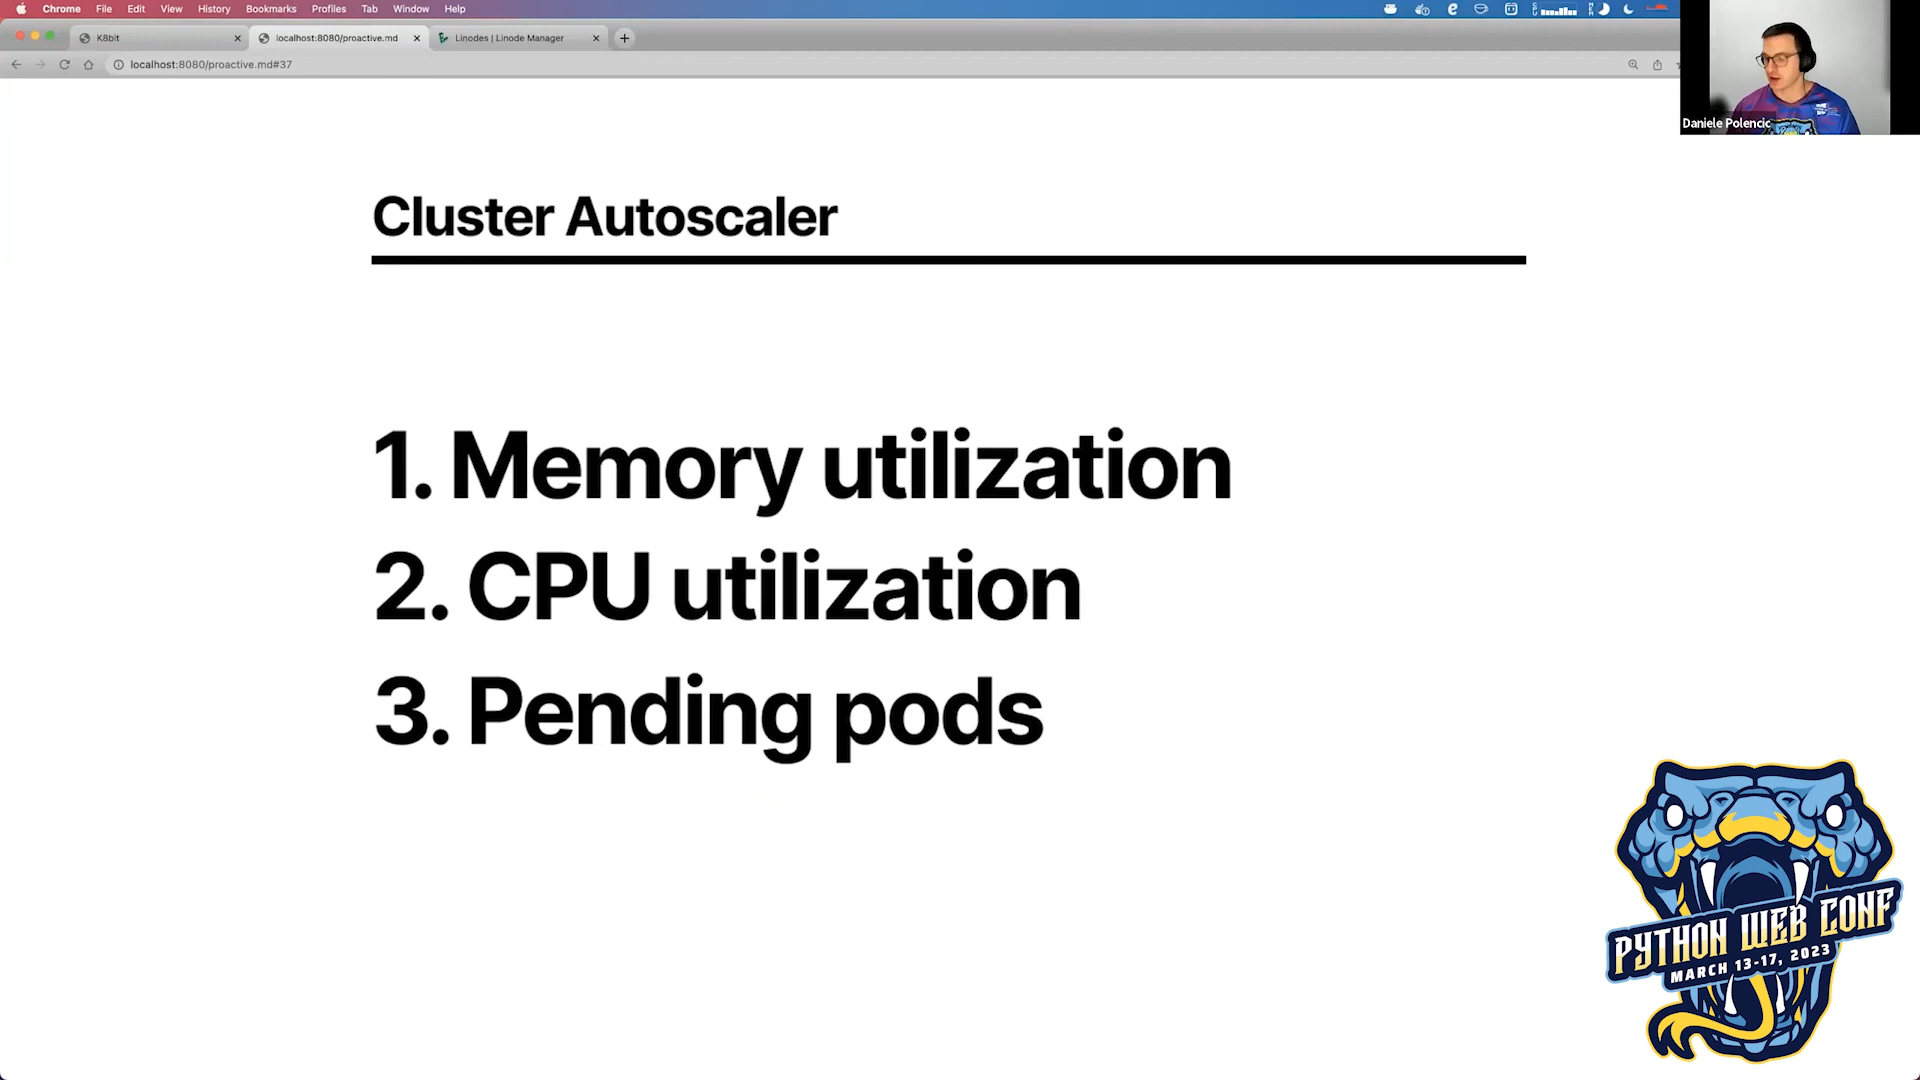 Chrome File Edit View History Bookmarks Profiles Tab Window Help
K8bit
localhost:8080/proactive.md
Linodes | Linode Manager
localhost:8080/proactive.md#37
Daniele Polencic
Cluster Autoscaler
1. Memory utilization
2. CPU utilization
3. Pending pods
PYTHON WEB CONF
MARCH 13-17, 2023